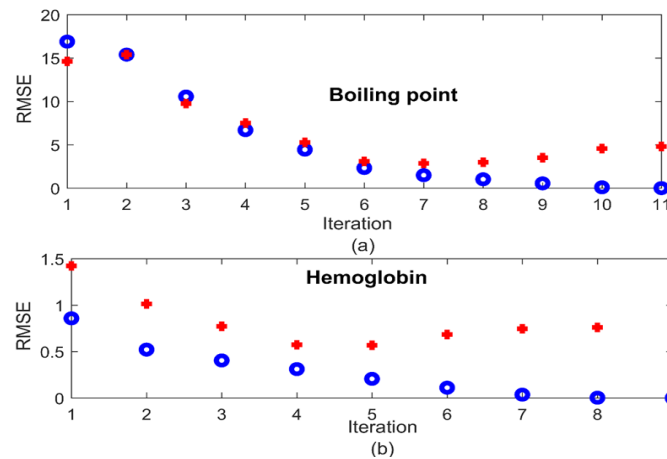 20
15
10
5
0
RMSE
Boiling point
1 2 3 4 5 6 7 8 9 10 11
Iteration
(a)
1.5
1
0.5
0
RMSE
Hemoglobin
1 2 3 4 5 6 7 8
Iteration
(b)